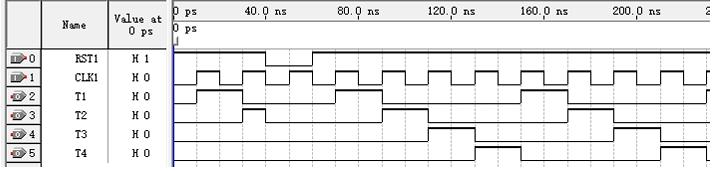 Name Value at 0 ps
0 ps 40.0 ns 80.0 ns 120.0 ns 160.0 ns 200.0 ns 2
0 ps
0 RST1 H 1
1 CLK1 H 0
2 T1 H 0
3 T2 H 0
4 T3 H 0
5 T4 H 0